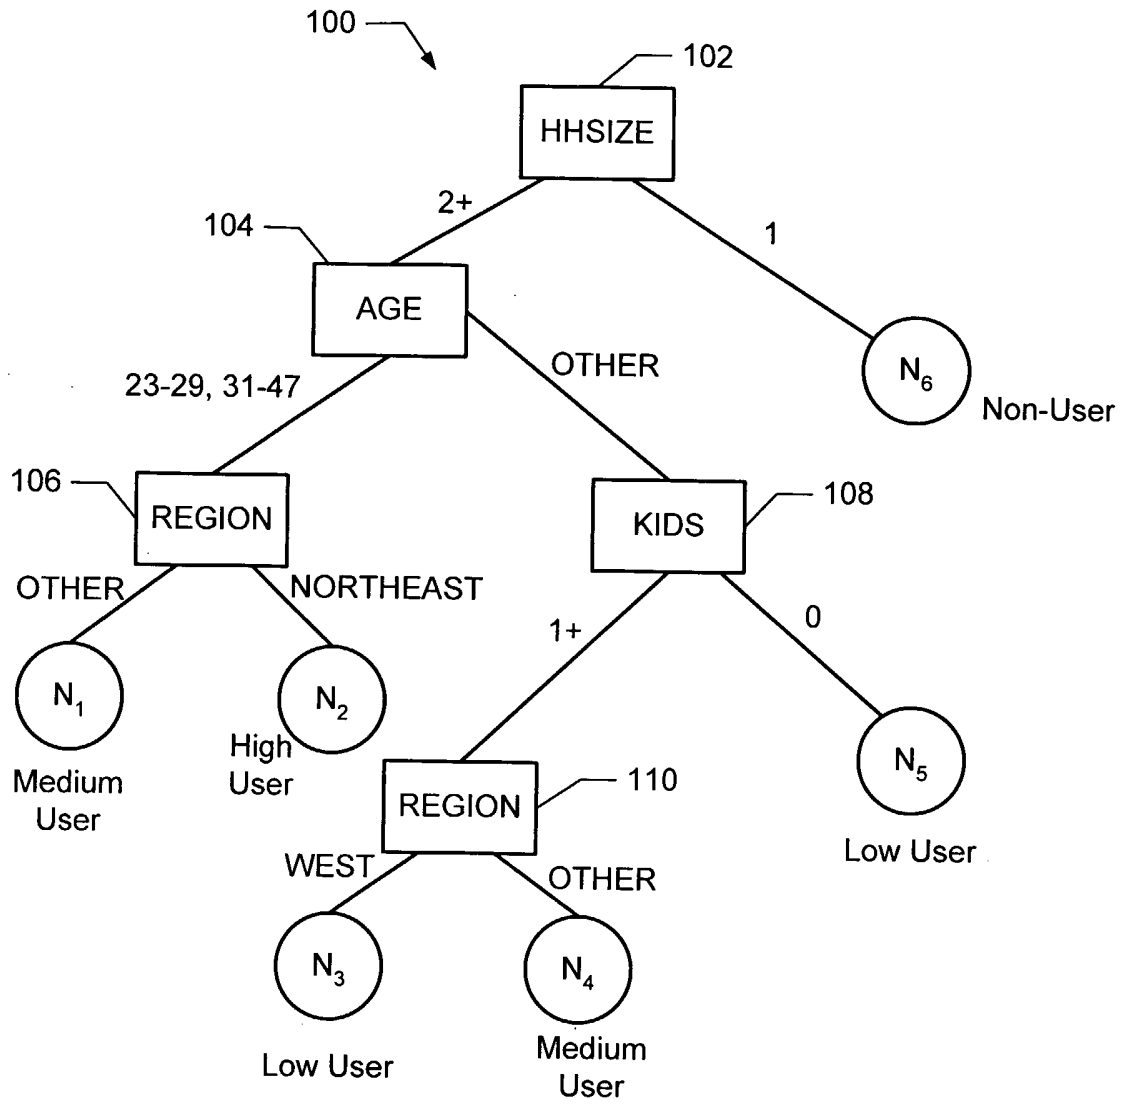 100
102
HHSIZE
2+
1
104
AGE
OTHER
23-29, 31-47
N6
Non-User
106
REGION
KIDS
108
OTHER
NORTHEAST
1+
0
N1
N2
High
User
Medium
User
N5
Low User
REGION
110
WEST
OTHER
N3
N4
Low User
Medium
User